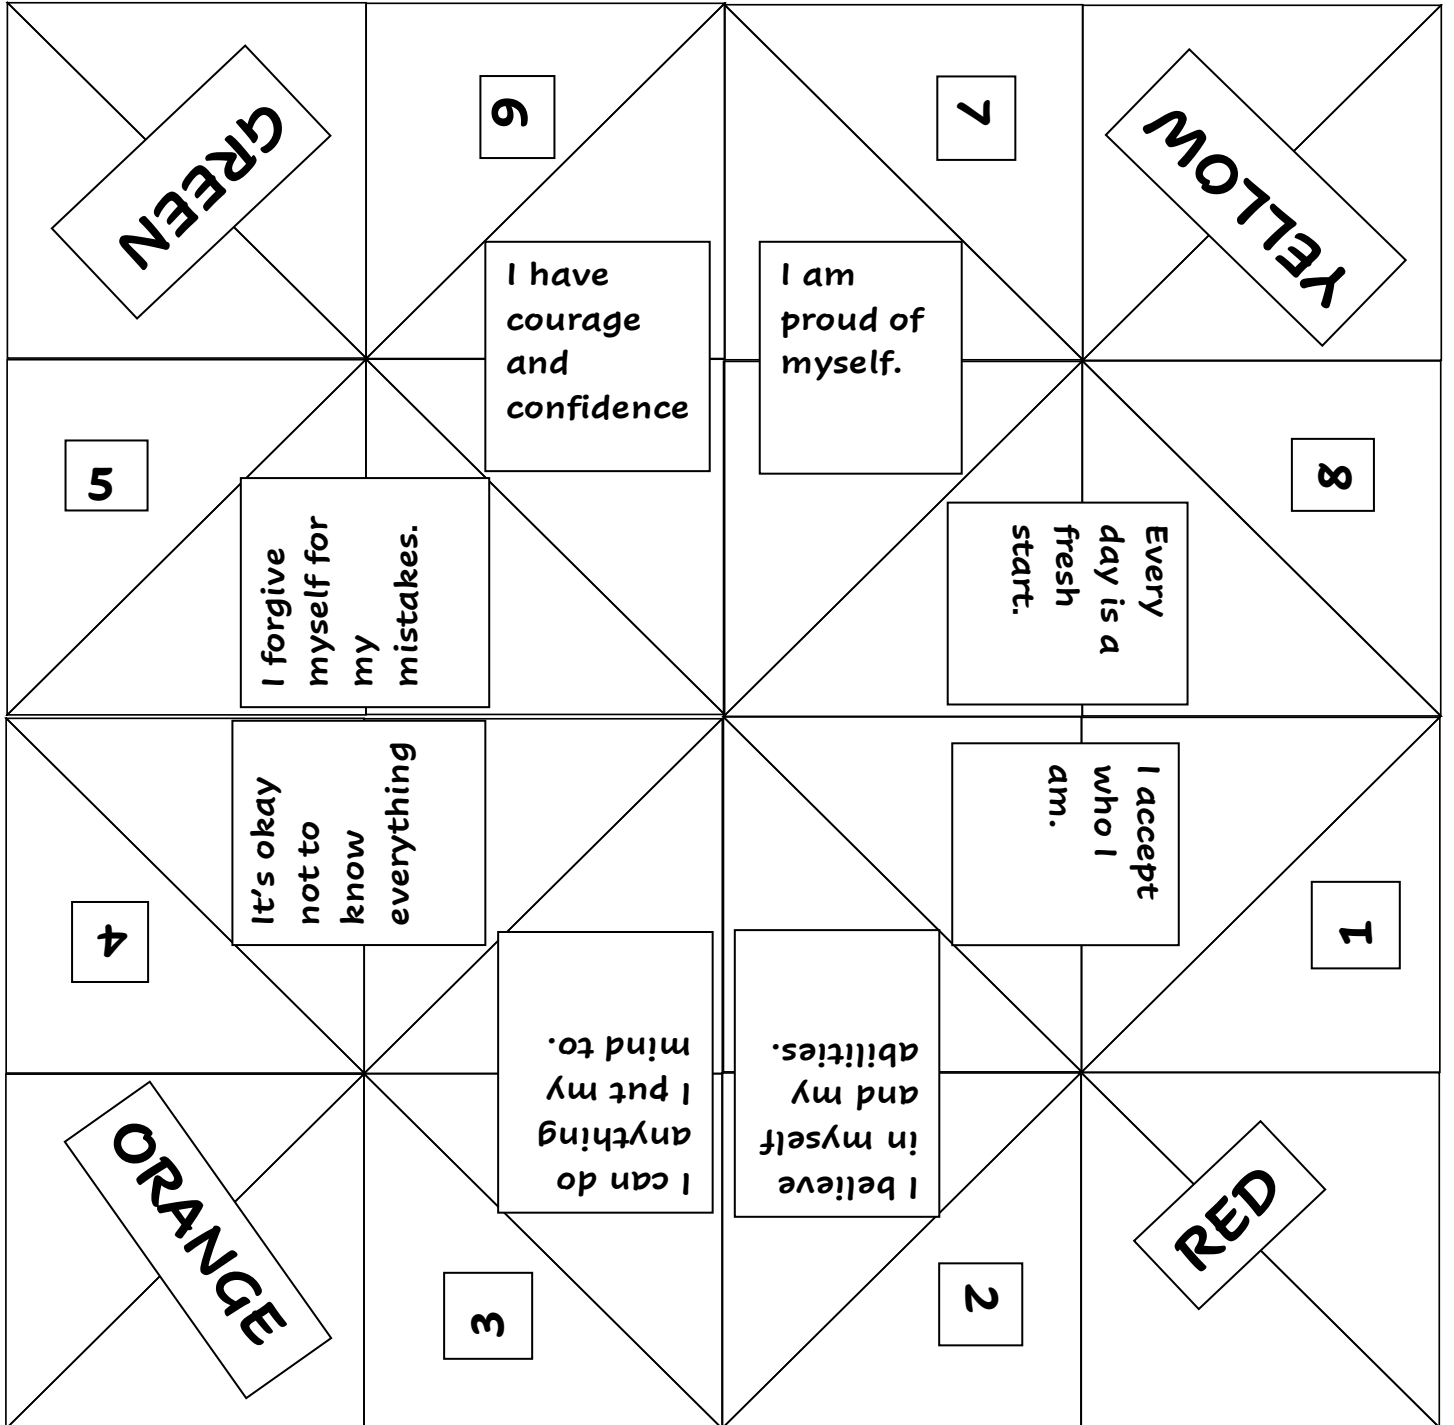 GREEN
6
7
YELLOW
I have
courage
and
confidence
I am
proud of
myself.
5
8
I forgive
myself for
my
mistakes.
Every
day is a
fresh
start.
It's okay
not to
know
everything
I accept
who I
am.
4
1
I can do
anything
I put my
mind to.
I believe
in myself
and my
abilities.
ORANGE
RED
3
2